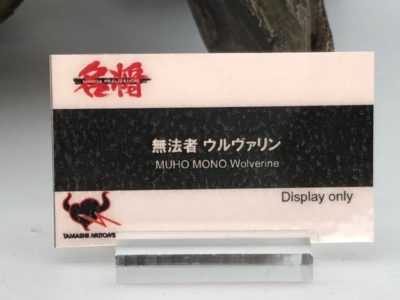 名将
MANGA REALIZATION
無法者 ウルヴァリン
MUHO MONO Wolverine
Display only
TAMASHII NATIONS